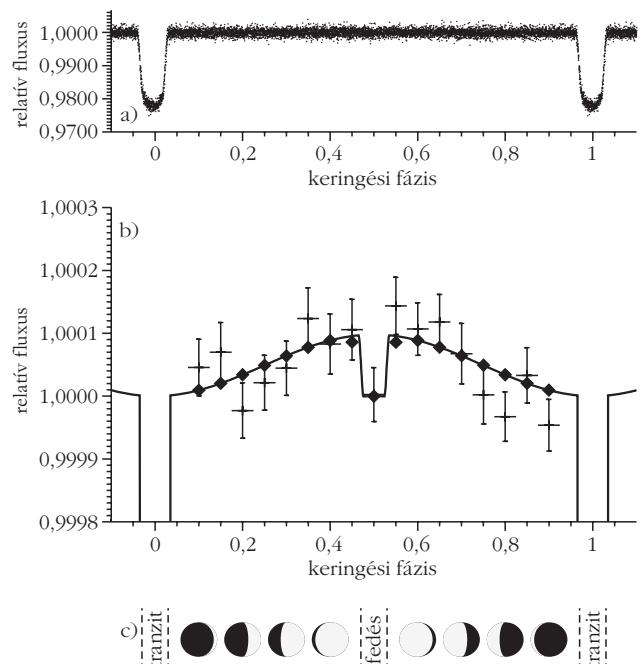 relatív fluxus
1,0000
0,9900
0,9800
0,9700
a)
0 0,2 0,4 0,6 0,8 1
keringési fázis
relatív fluxus
1,0003
1,0002
1,0001
1,0000
0,9999
0,9998
b)
0 0,2 0,4 0,6 0,8 1
keringési fázis
c)
tranzit
fedés
tranzit